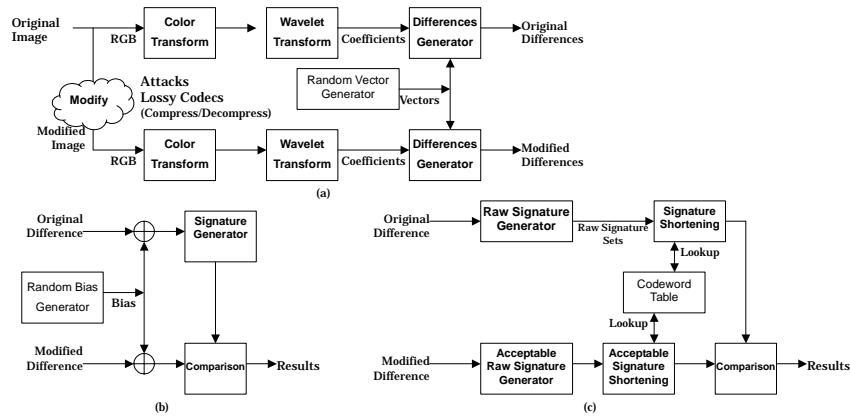 Original
Image
RGB
Color
Transform
Wavelet
Transform
Coefficients
Differences
Generator
Original
Differences
Modify
Attacks
Lossy Codecs
(Compress/Decompress)
Random Vector
Generator
Vectors
Modified
Image
RGB
Color
Transform
Wavelet
Transform
Coefficients
Differences
Generator
Modified
Differences
(a)
Original
Difference
Signature
Generator
Random Bias
Generator
Bias
Modified
Difference
Comparison
Results
(b)
Original
Difference
Raw Signature
Generator
Raw Signature
Sets
Signature
Shortening
Lookup
Codeword
Table
Lookup
Modified
Difference
Acceptable
Raw Signature
Generator
Acceptable
Signature
Shortening
Comparison
Results
(c)